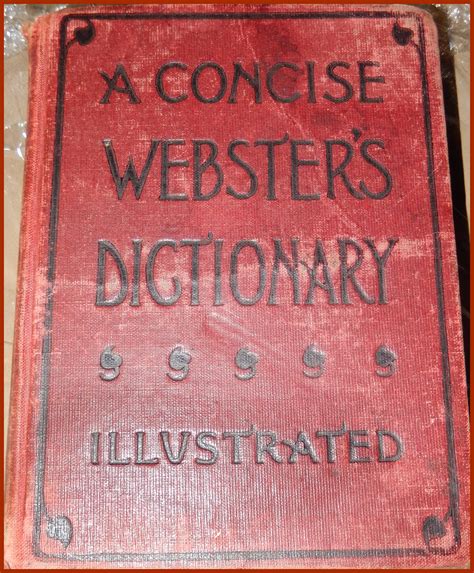 A CONCISE
WEBSTER'S
DICTIONARY
ILLUSTRATED